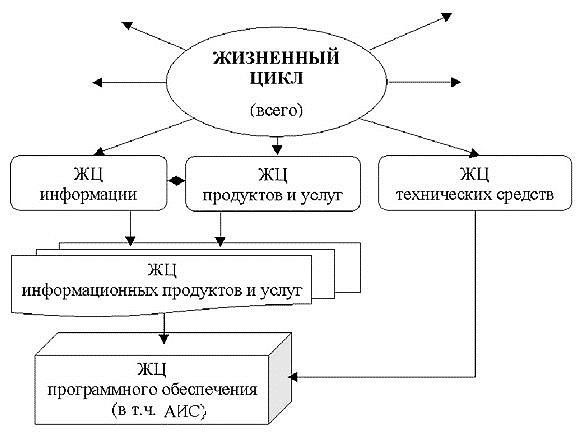 ЖИЗНЕННЫЙ
ЦИКЛ
(всего)
ЖЦ
информации
ЖЦ
продуктов и услуг
ЖЦ
технических средств
ЖЦ
информационных продуктов и услуг
ЖЦ
программного обеспечения
(в т.ч. АИС)